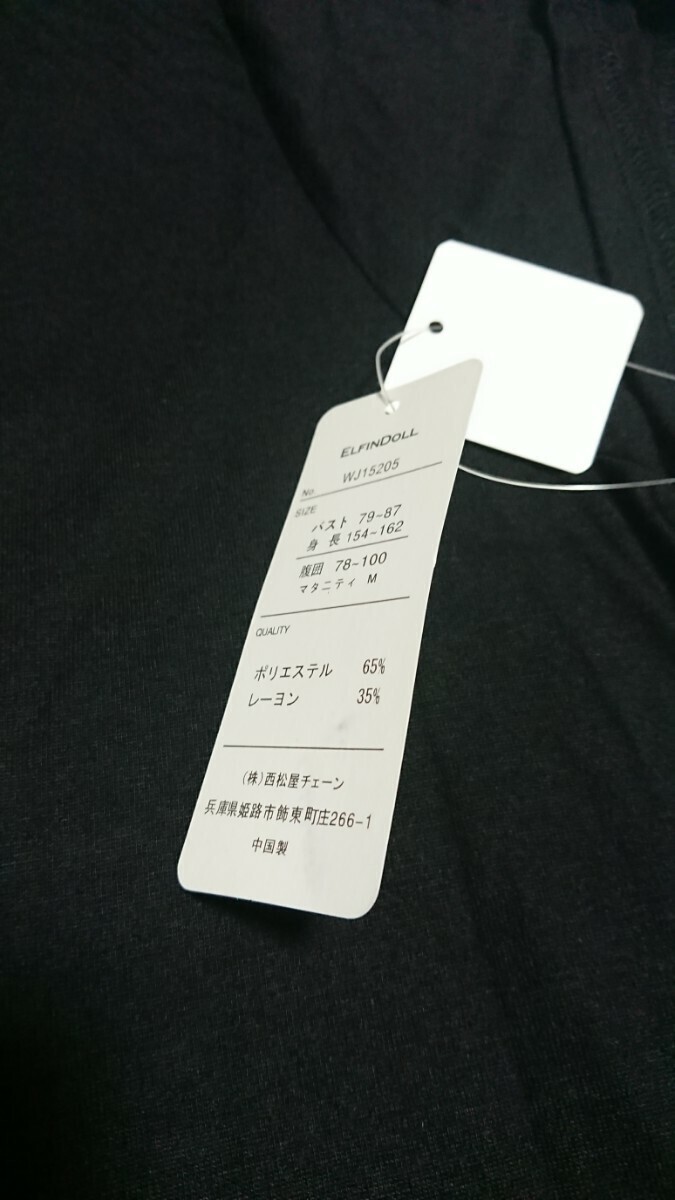 ELFINDOLL
No. WJ15205
SIZE
バスト 79-87
身 長 154-162
腹囲 78-100
マタニティ M
QUALITY
ポリエステル 65%
レーヨン 35%
(株)西松屋チェーン
兵庫県姫路市飾東町庄266-1
中国製